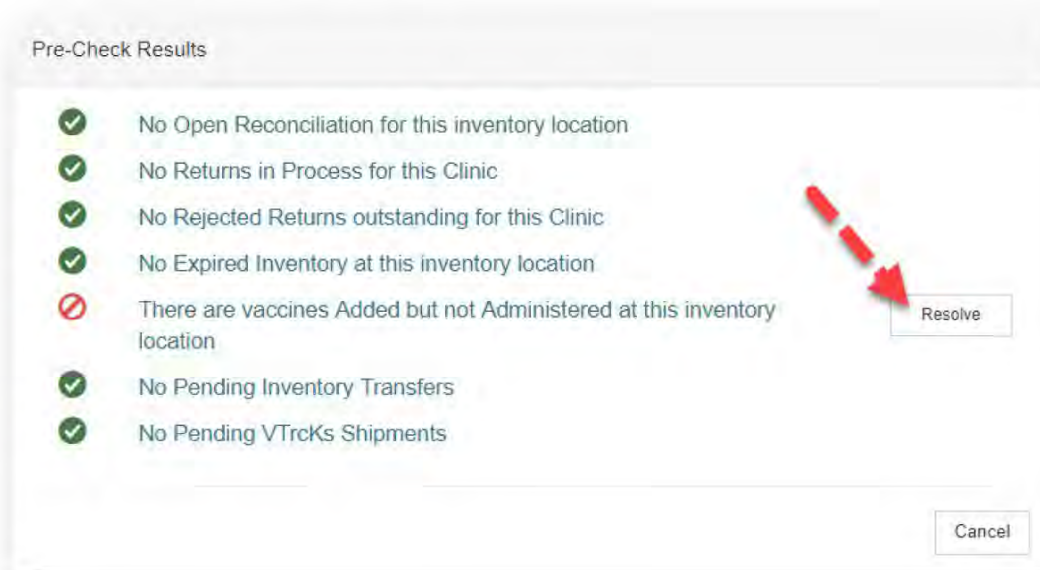 Pre-Check Results
No Open Reconciliation for this inventory location
No Returns in Process for this Clinic
No Rejected Returns outstanding for this Clinic
No Expired Inventory at this inventory location
There are vaccines Added but not Administered at this inventory
location
Resolve
No Pending Inventory Transfers
No Pending VTrcKs Shipments
Cancel